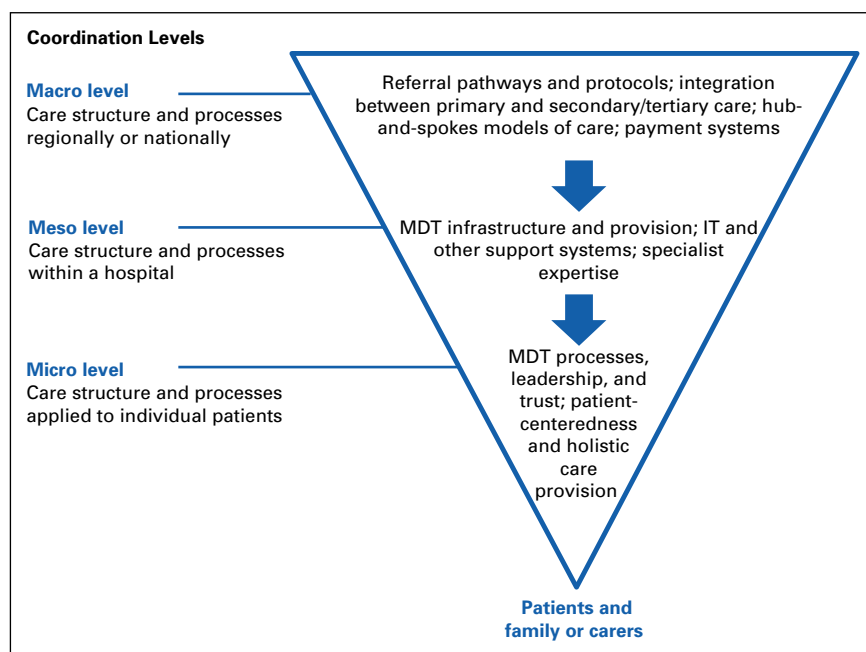 Coordination Levels
Macro level
Care structure and processes
regionally or nationally
Referral pathways and protocols; integration
between primary and secondary/tertiary care; hub-
and-spokes models of care; payment systems
Meso level
Care structure and processes
within a hospital
MDT infrastructure and provision; IT and
other support systems; specialist
expertise
Micro level
Care structure and processes
applied to individual patients
MDT processes,
leadership, and
trust; patient-
centeredness
and holistic
care
provision
Patients and
family or carers